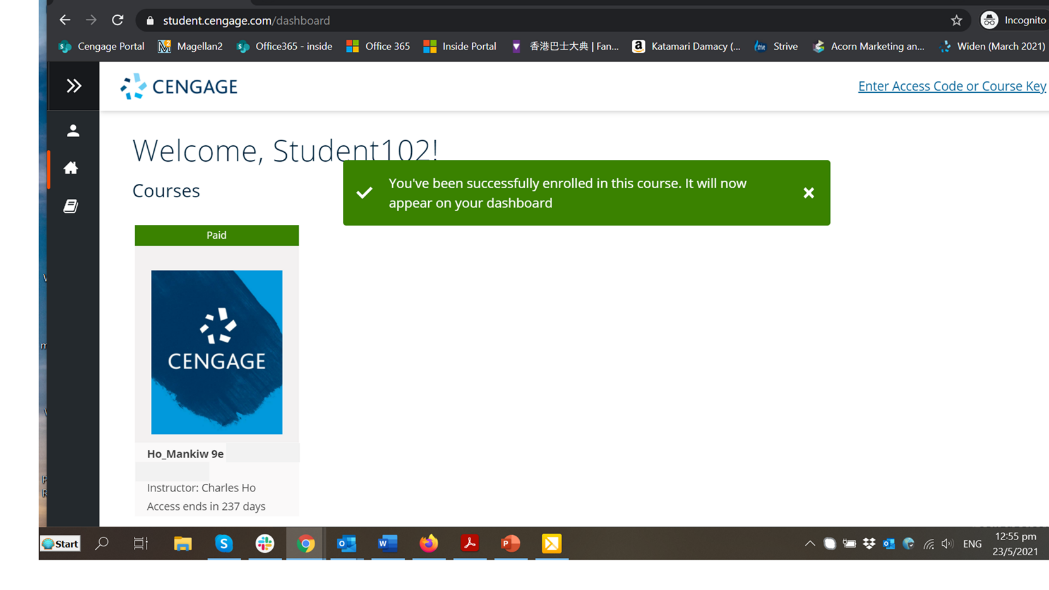 student.cengage.com/dashboard
Incognito
Cengage Portal
Magellan2
Office365 - inside
Office 365
Inside Portal
香港巴士大典 | Fan...
Katamari Damacy (...
Strive
Acorn Marketing an...
Widen (March 2021)
CENGAGE
Enter Access Code or Course Key
Welcome, Student102!
You've been successfully enrolled in this course. It will now
appear on your dashboard
Courses
Paid
CENGAGE
Ho_Mankiw 9e
Instructor: Charles Ho
Access ends in 237 days
Start
ENG
12:55 pm
23/5/2021